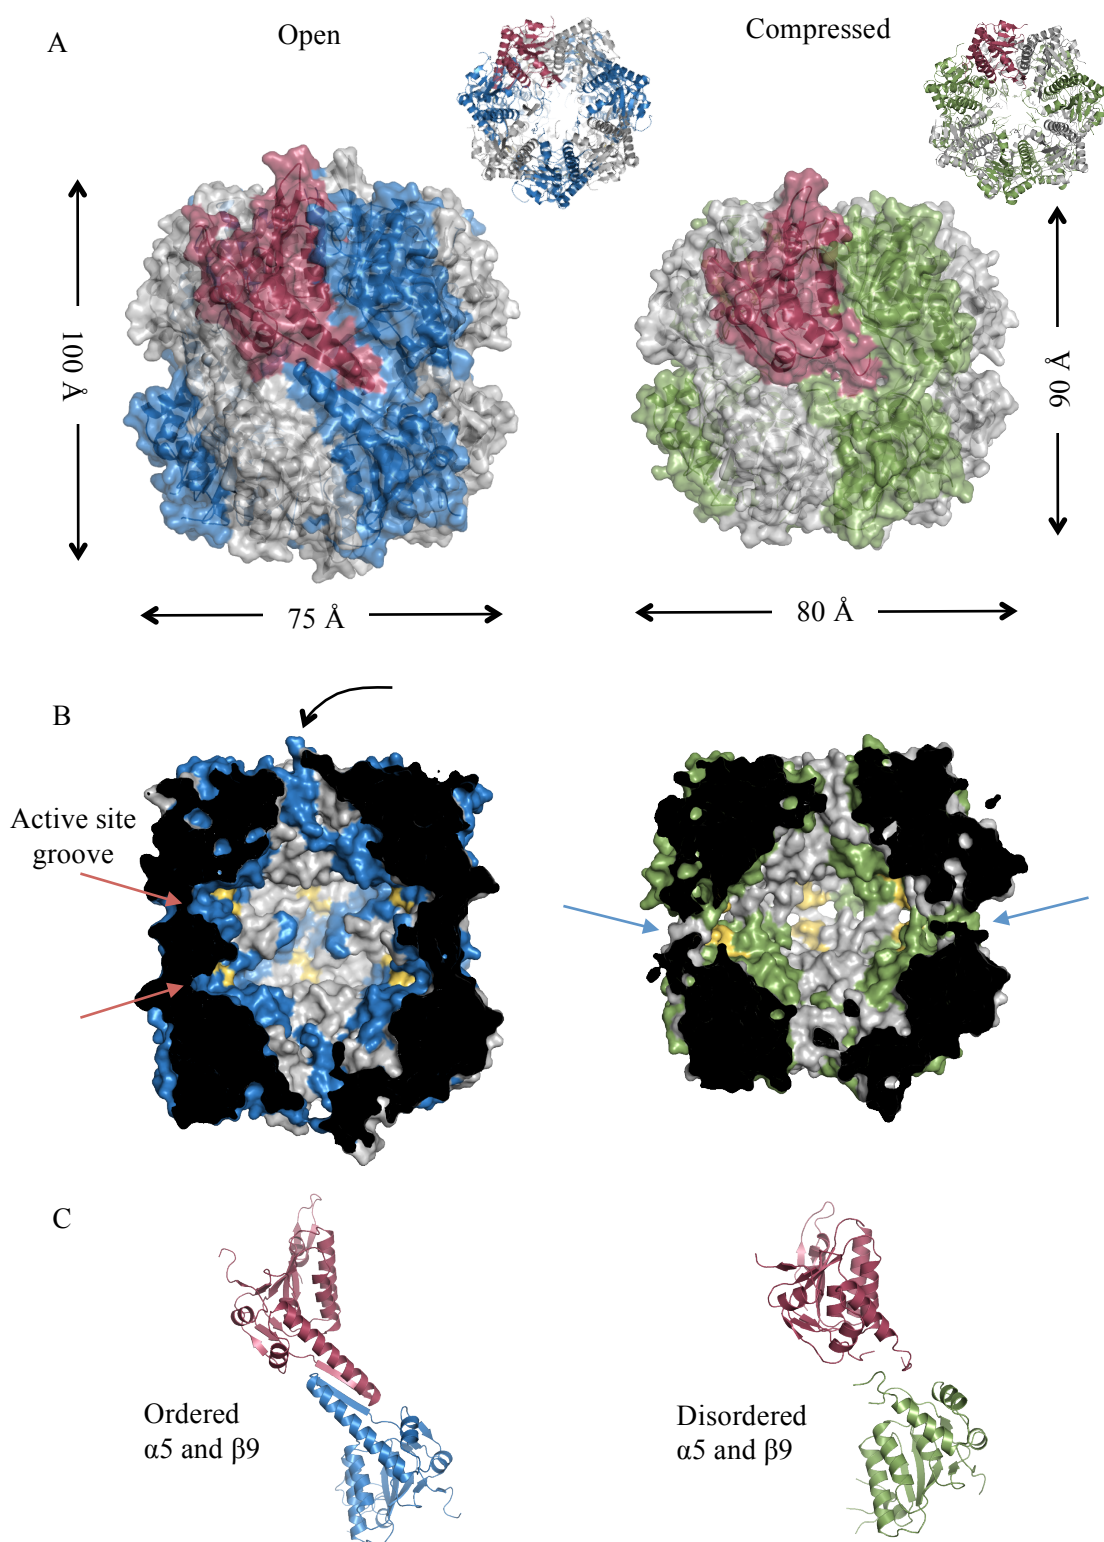 A
Open
Compressed
100 Å
90 Å
75 Å
80 Å
B
Active site
groove
C
Ordered
α5 and β9
Disordered
α5 and β9